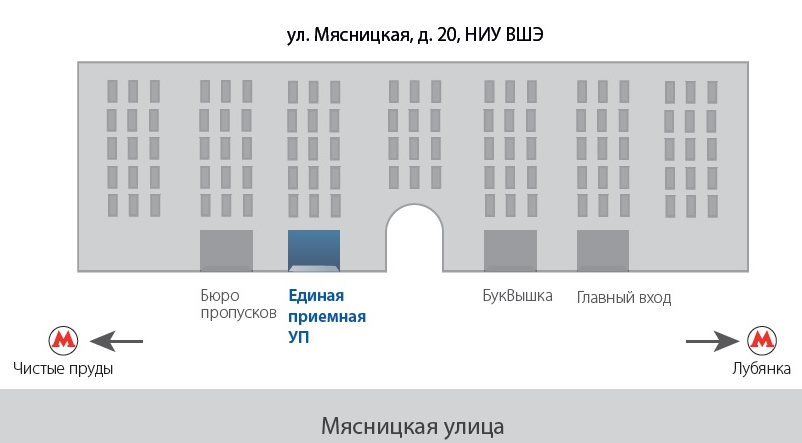 ул. Мясницкая, д. 20, НИУ ВШЭ
Бюро
пропусков
Единая
приемная
УП
БукВышка
Главный вход
М
Чистые пруды
М
Лубянка
Мясницкая улица